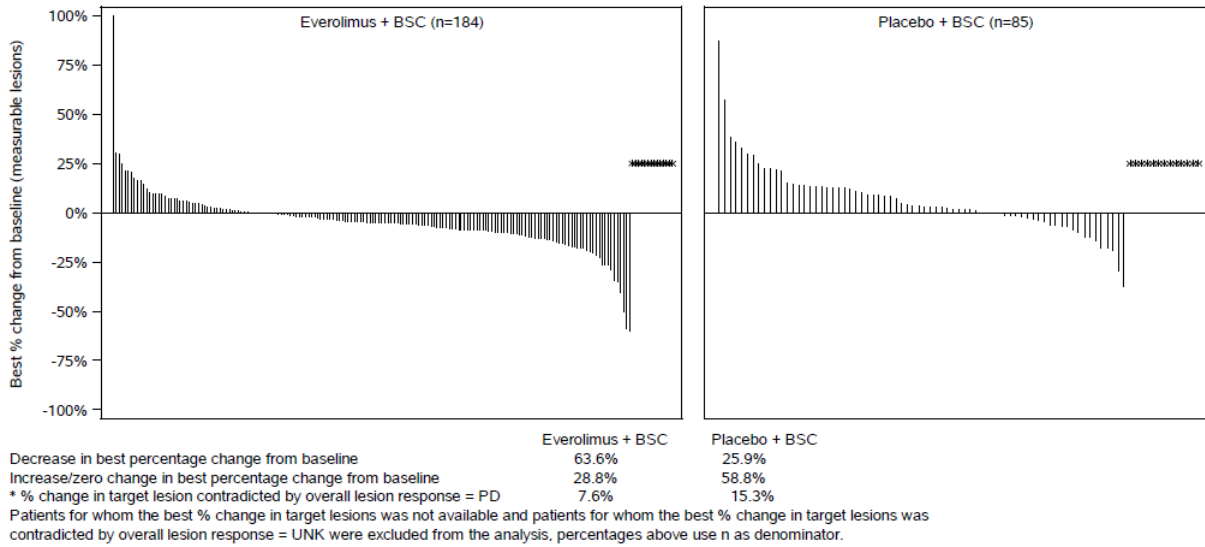 Everolimus + BSC (n=184)
Placebo + BSC (n=85)
Best % change from baseline (measurable lesions)
100%
75%
50%
25%
0%
-25%
-50%
-75%
-100%
Everolimus + BSC Placebo + BSC
Decrease in best percentage change from baseline 63.6% 25.9%
Increase/zero change in best percentage change from baseline 28.8% 58.8%
* % change in target lesion contradicted by overall lesion response = PD 7.6% 15.3%
Patients for whom the best % change in target lesions was not available and patients for whom the best % change in target lesions was
contradicted by overall lesion response = UNK were excluded from the analysis, percentages above use n as denominator.